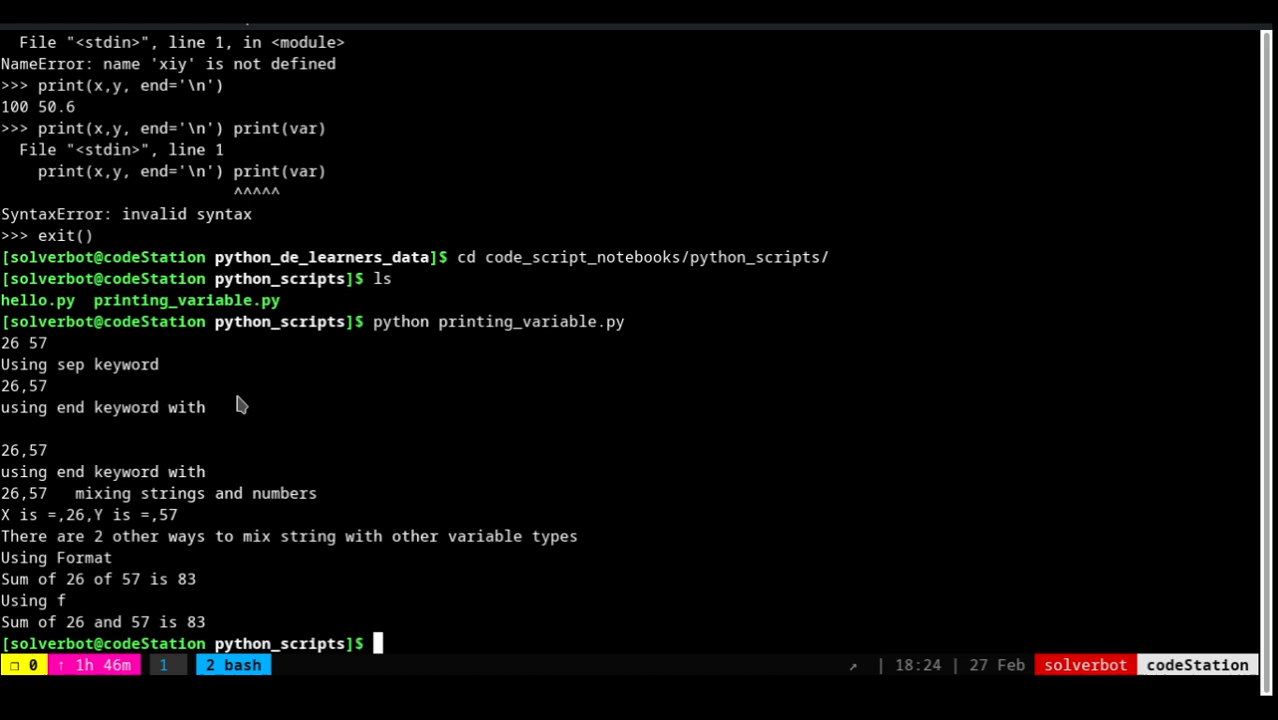 File "<stdin>", line 1, in <module>
NameError: name 'xiy' is not defined
>>> print(x,y, end='\n')
100 50.6
>>> print(x,y, end='\n') print(var)
File "<stdin>", line 1
print(x,y, end='\n') print(var)
^^^^^
SyntaxError: invalid syntax
>>> exit()
[solverbot@codeStation python_de_learners_data]$ cd code_script_notebooks/python_scripts/
[solverbot@codeStation python_scripts]$ ls
hello.py  printing_variable.py
[solverbot@codeStation python_scripts]$ python printing_variable.py
26 57
Using sep keyword
26,57
using end keyword with
26,57
using end keyword with
26,57   mixing strings and numbers
X is =,26,Y is =,57
There are 2 other ways to mix string with other variable types
Using Format
Sum of 26 of 57 is 83
Using f
Sum of 26 and 57 is 83
[solverbot@codeStation python_scripts]$
❐ 0 ↑ 1h 46m 1 2 bash ↗ | 18:24 | 27 Feb solverbot codeStation